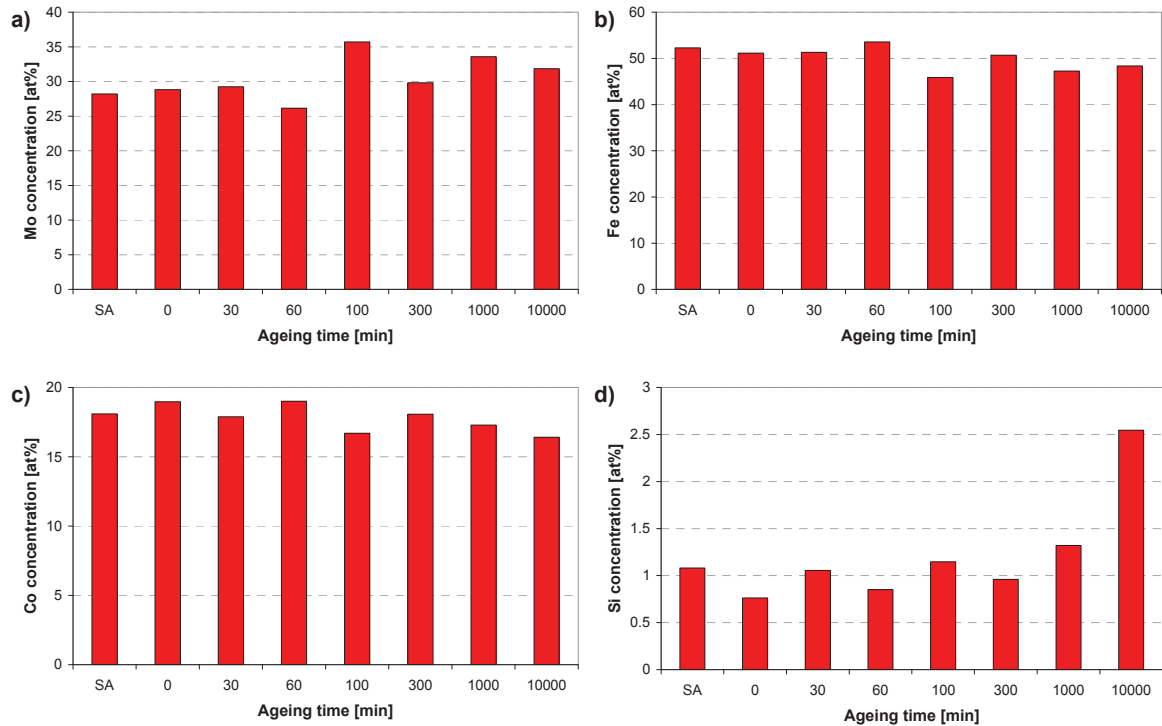 a)
Mo concentration [at%]
40
35
30
25
20
15
10
5
0
SA 0 30 60 100 300 1000 10000
Ageing time [min]
b)
Fe concentration [at%]
60
50
40
30
20
10
0
SA 0 30 60 100 300 1000 10000
Ageing time [min]
c)
Co concentration [at%]
20
15
10
5
0
SA 0 30 60 100 300 1000 10000
Ageing time [min]
d)
Si concentration [at%]
3
2.5
2
1.5
1
0.5
0
SA 0 30 60 100 300 1000 10000
Ageing time [min]